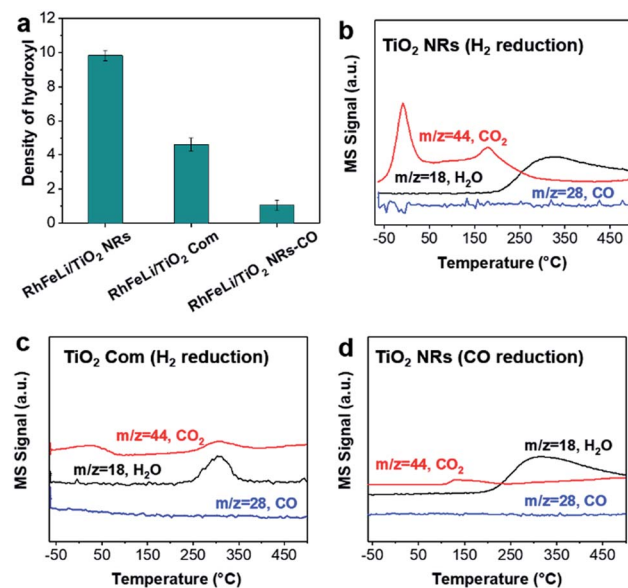 a
Density of hydroxyl
12
10
8
6
4
2
0
RhFeLi/TiO₂ NRs
RhFeLi/TiO₂ Com
RhFeLi/TiO₂ NRs-CO
b
TiO₂ NRs (H₂ reduction)
MS Signal (a.u.)
m/z=44, CO₂
m/z=18, H₂O
m/z=28, CO
-50 50 150 250 350 450
Temperature (°C)
c
TiO₂ Com (H₂ reduction)
MS Signal (a.u.)
m/z=44, CO₂
m/z=18, H₂O
m/z=28, CO
-50 50 150 250 350 450
Temperature (°C)
d
TiO₂ NRs (CO reduction)
MS Signal (a.u.)
m/z=18, H₂O
m/z=44, CO₂
m/z=28, CO
-50 50 150 250 350 450
Temperature (°C)